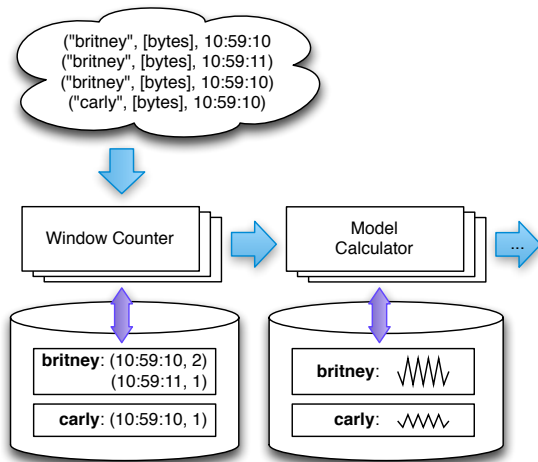 ("britney", [bytes], 10:59:10
("britney", [bytes], 10:59:11)
("britney", [bytes], 10:59:10)
("carly", [bytes], 10:59:10)
Window Counter
Model
Calculator
...
britney: (10:59:10, 2)
(10:59:11, 1)
carly: (10:59:10, 1)
britney:
carly: